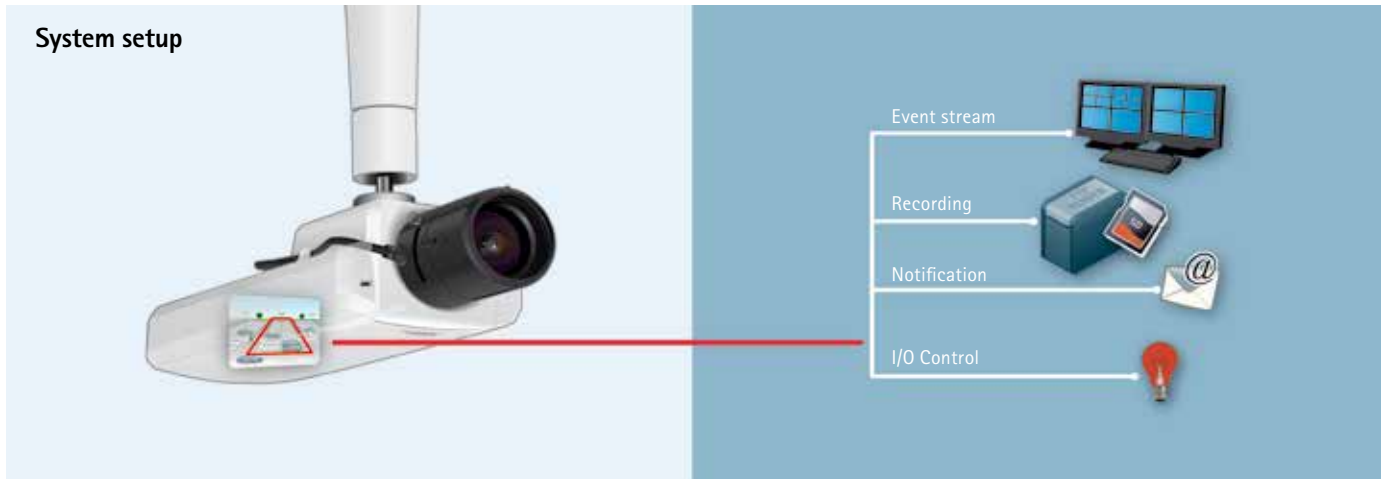 System setup
Event stream
Recording
Notification
I/O Control
@